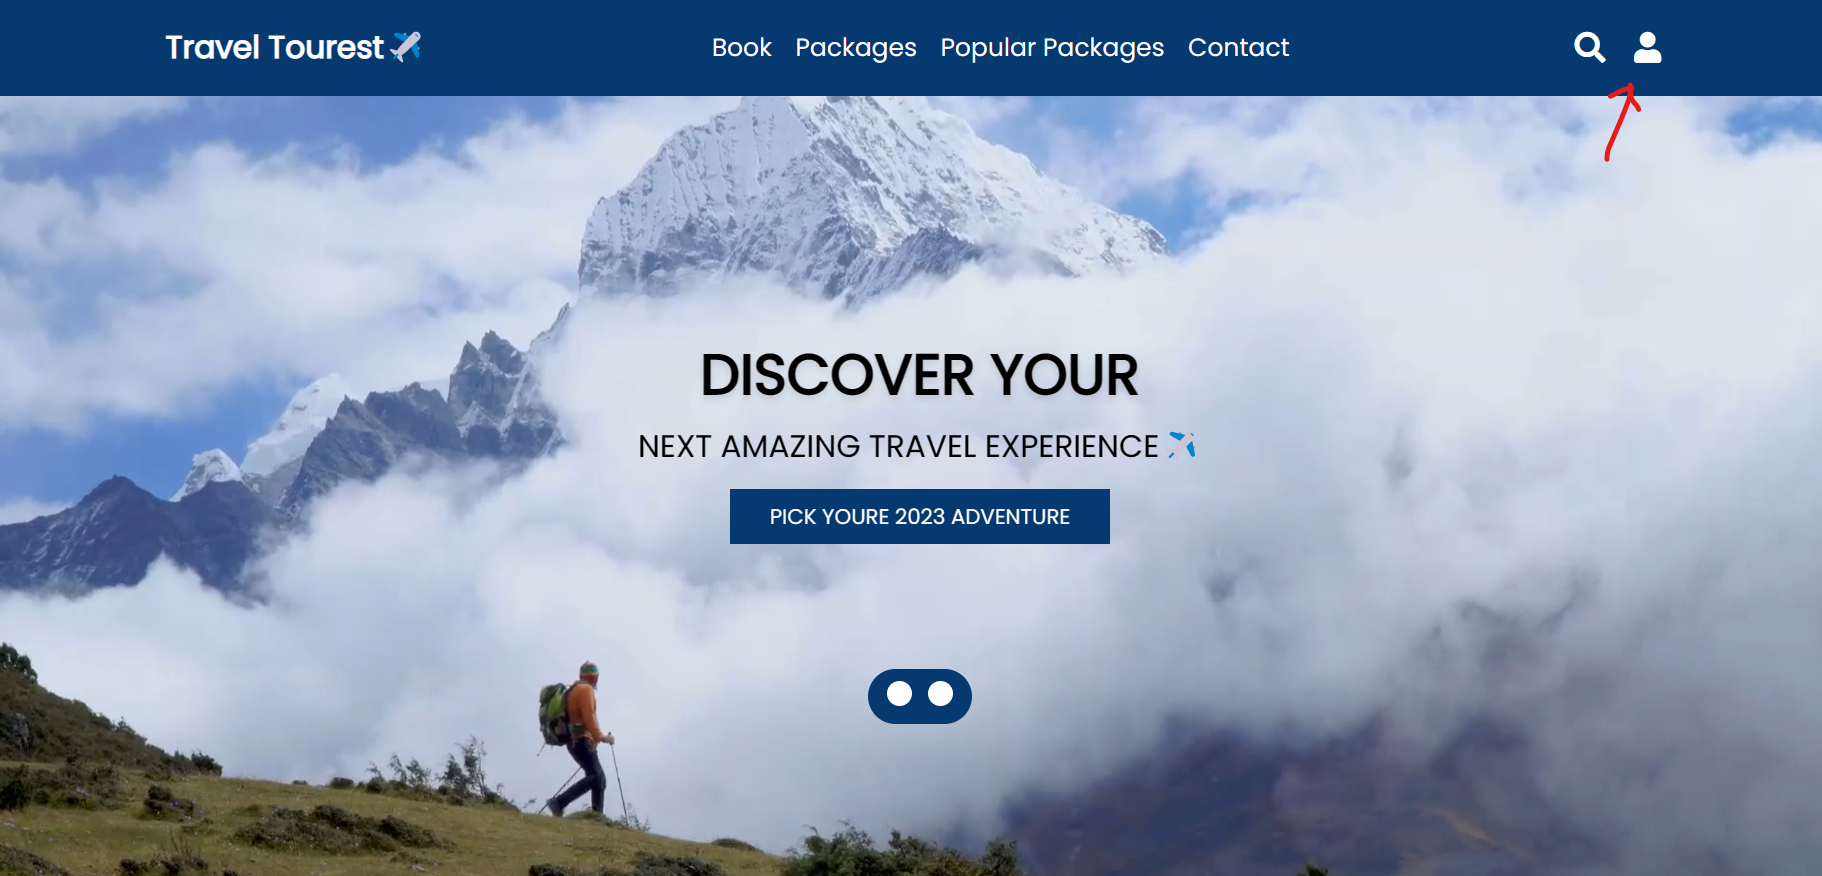 Travel Tourest
Book Packages Popular Packages Contact
DISCOVER YOUR
NEXT AMAZING TRAVEL EXPERIENCE
PICK YOURE 2023 ADVENTURE